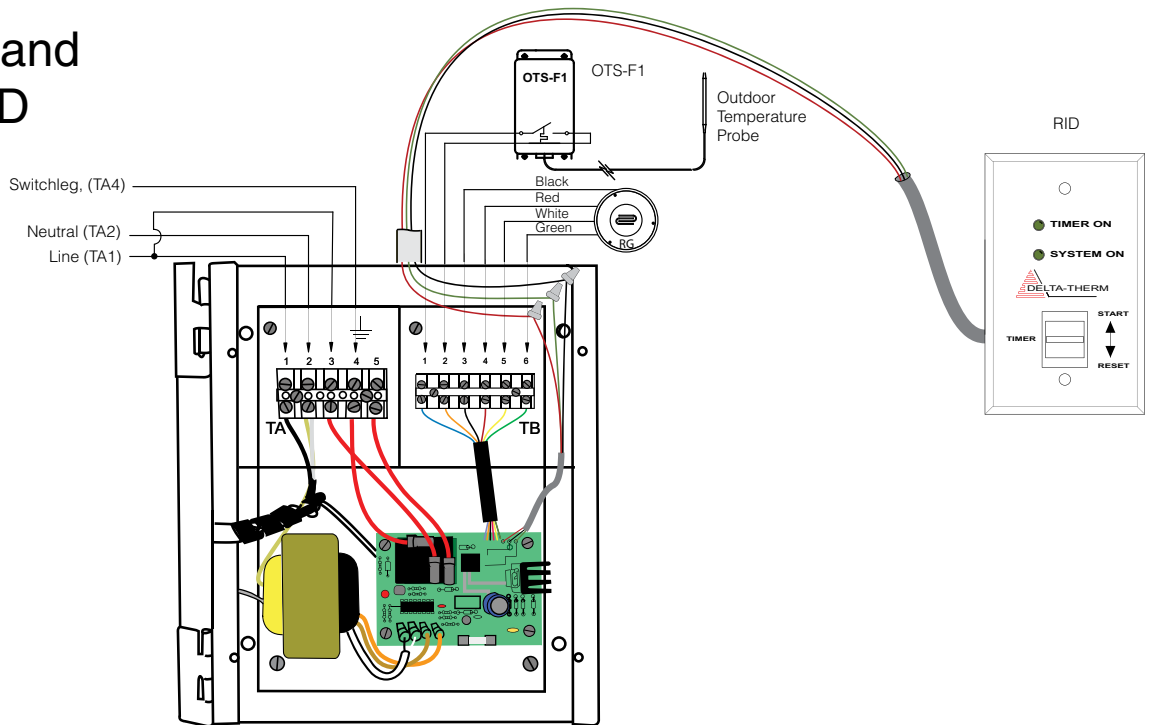 and
D
OTS-F1
OTS-F1
Outdoor
Temperature
Probe
RID
Switchleg, (TA4)
Neutral (TA2)
Line (TA1)
Black
Red
White
Green
RG
TIMER ON
SYSTEM ON
DELTA-THERM
START
TIMER
RESET
1 2 3 4 5
1 2 3 4 5 6
TA
TB